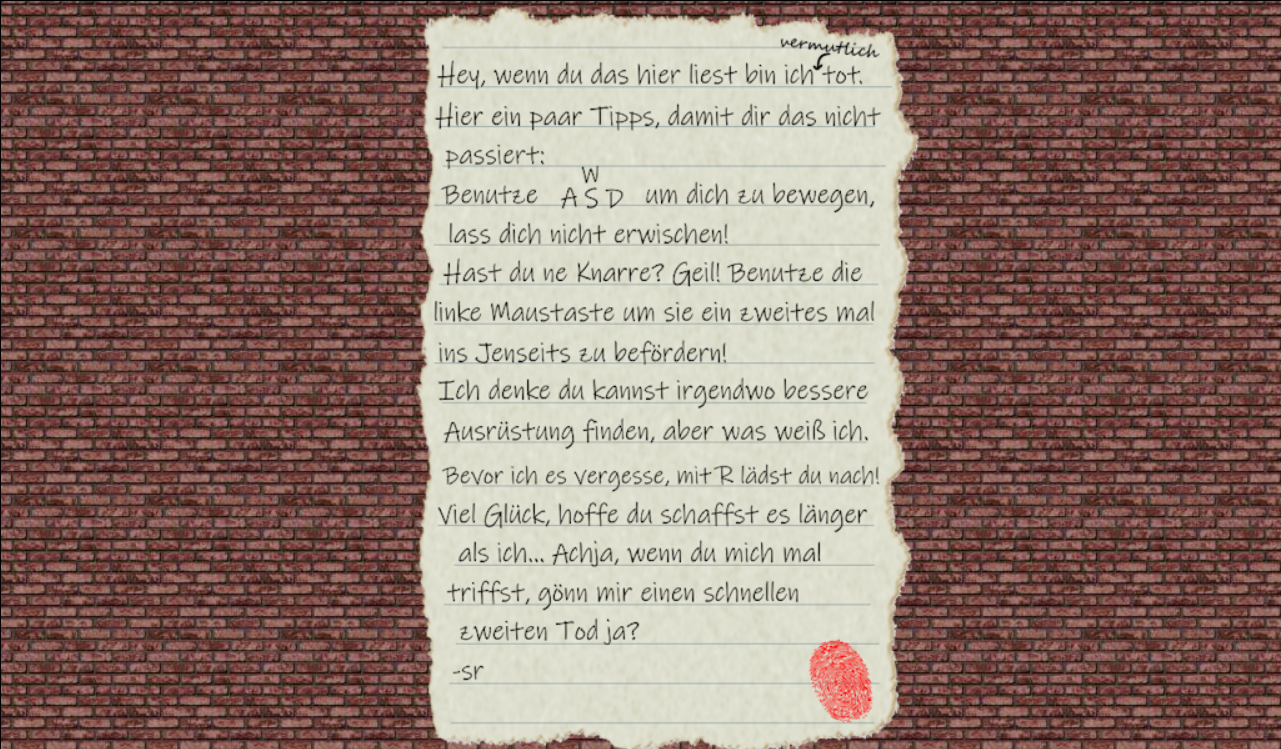 vermutlich
Hey, wenn du das hier liest bin ich tot.
Hier ein paar Tipps, damit dir das nicht
passiert:
W
Benutze A S D um dich zu bewegen,
lass dich nicht erwischen!
Hast du ne Knarre? Geil! Benutze die
linke Maustaste um sie ein zweites mal
ins Jenseits zu befördern!
Ich denke du kannst irgendwo bessere
Ausrüstung finden, aber was weiß ich.
Bevor ich es vergesse, mit R lädst du nach!
Viel Glück, hoffe du schaffst es länger
als ich... Achja, wenn du mich mal
triffst, gönn mir einen schnellen
zweiten Tod ja?
-sr